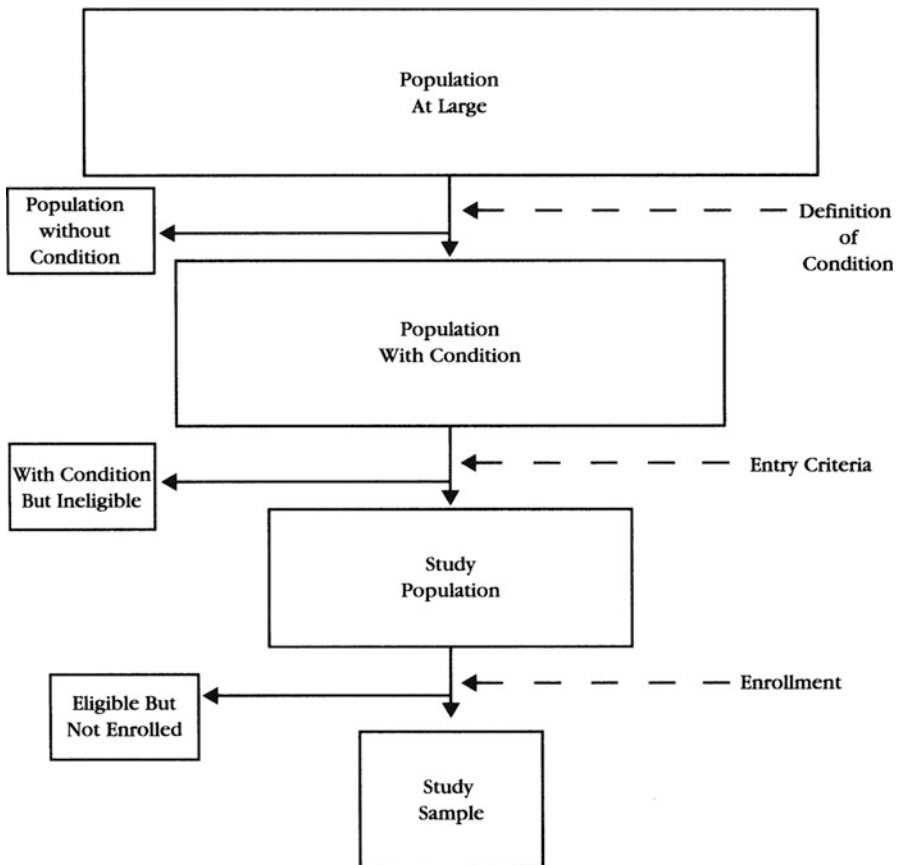 Population
At Large
Population
without
Condition
Definition
of
Condition
Population
With Condition
With Condition
But Ineligible
Entry Criteria
Study
Population
Eligible But
Not Enrolled
Enrollment
Study
Sample